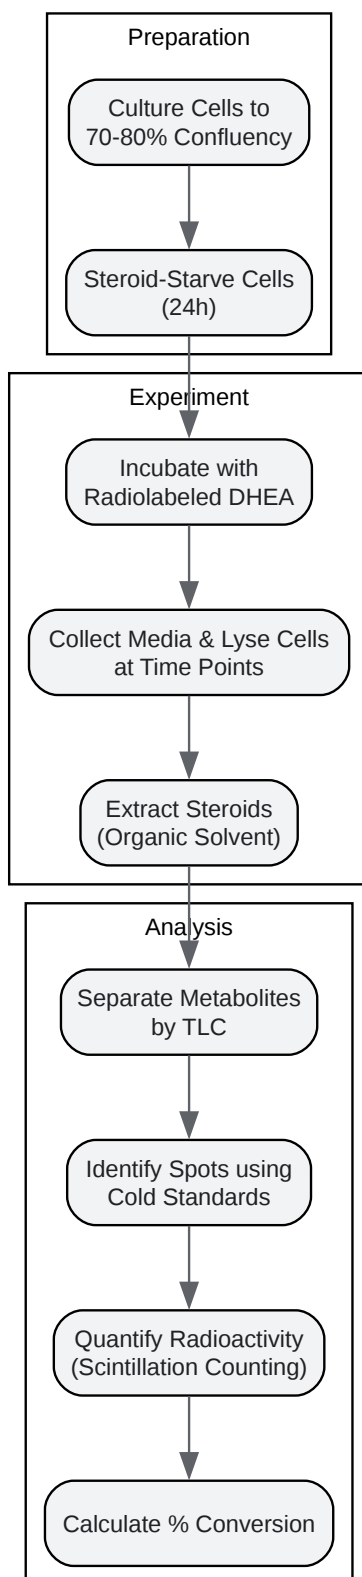 Preparation
Culture Cells to
70-80% Confluency
Steroid-Starve Cells
(24h)
Experiment
Incubate with
Radiolabeled DHEA
Collect Media & Lyse Cells
at Time Points
Extract Steroids
(Organic Solvent)
Analysis
Separate Metabolites
by TLC
Identify Spots using
Cold Standards
Quantify Radioactivity
(Scintillation Counting)
Calculate % Conversion